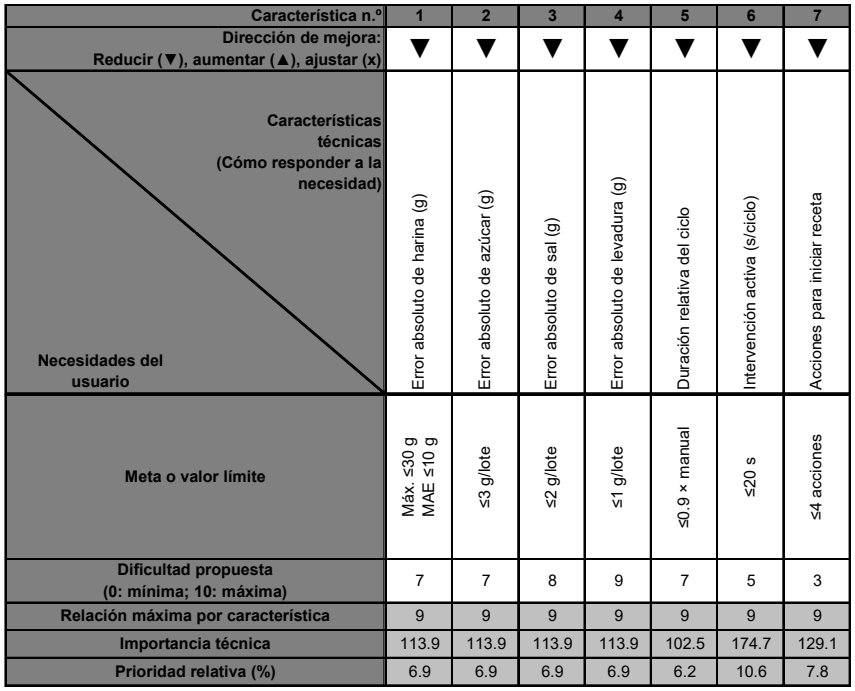 Característica n.º 1 2 3 4 5 6 7
Dirección de mejora:
Reducir (▼), aumentar (▲), ajustar (x) ▼ ▼ ▼ ▼ ▼ ▼ ▼
Características
técnicas
(Cómo responder a la
necesidad)
Necesidades del
usuario
Error absoluto de harina (g)
Error absoluto de azúcar (g)
Error absoluto de sal (g)
Error absoluto de levadura (g)
Duración relativa del ciclo
Intervención activa (s/ciclo)
Acciones para iniciar receta
Meta o valor límite
Máx. ≤30 g
MAE ≤10 g
≤3 g/lote
≤2 g/lote
≤1 g/lote
≤0.9 × manual
≤20 s
≤4 acciones
Dificultad propuesta
(0: mínima; 10: máxima) 7 7 8 9 7 5 3
Relación máxima por característica 9 9 9 9 9 9 9
Importancia técnica 113.9 113.9 113.9 113.9 102.5 174.7 129.1
Prioridad relativa (%) 6.9 6.9 6.9 6.9 6.2 10.6 7.8